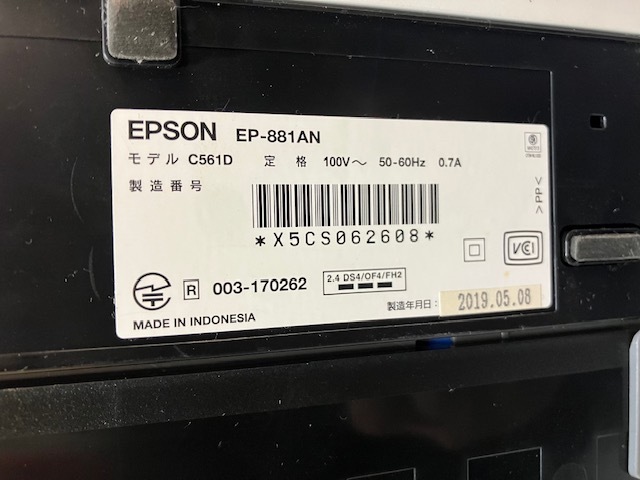 EPSON EP-881AN
モデル C561D 定 格 100V～ 50-60Hz 0.7A
製造番号
*X5CS062608*
>PP<
VCCI
R 003-170262
2.4 DS4/OF4/FH2
製造年月日: 2019.05.08
MADE IN INDONESIA